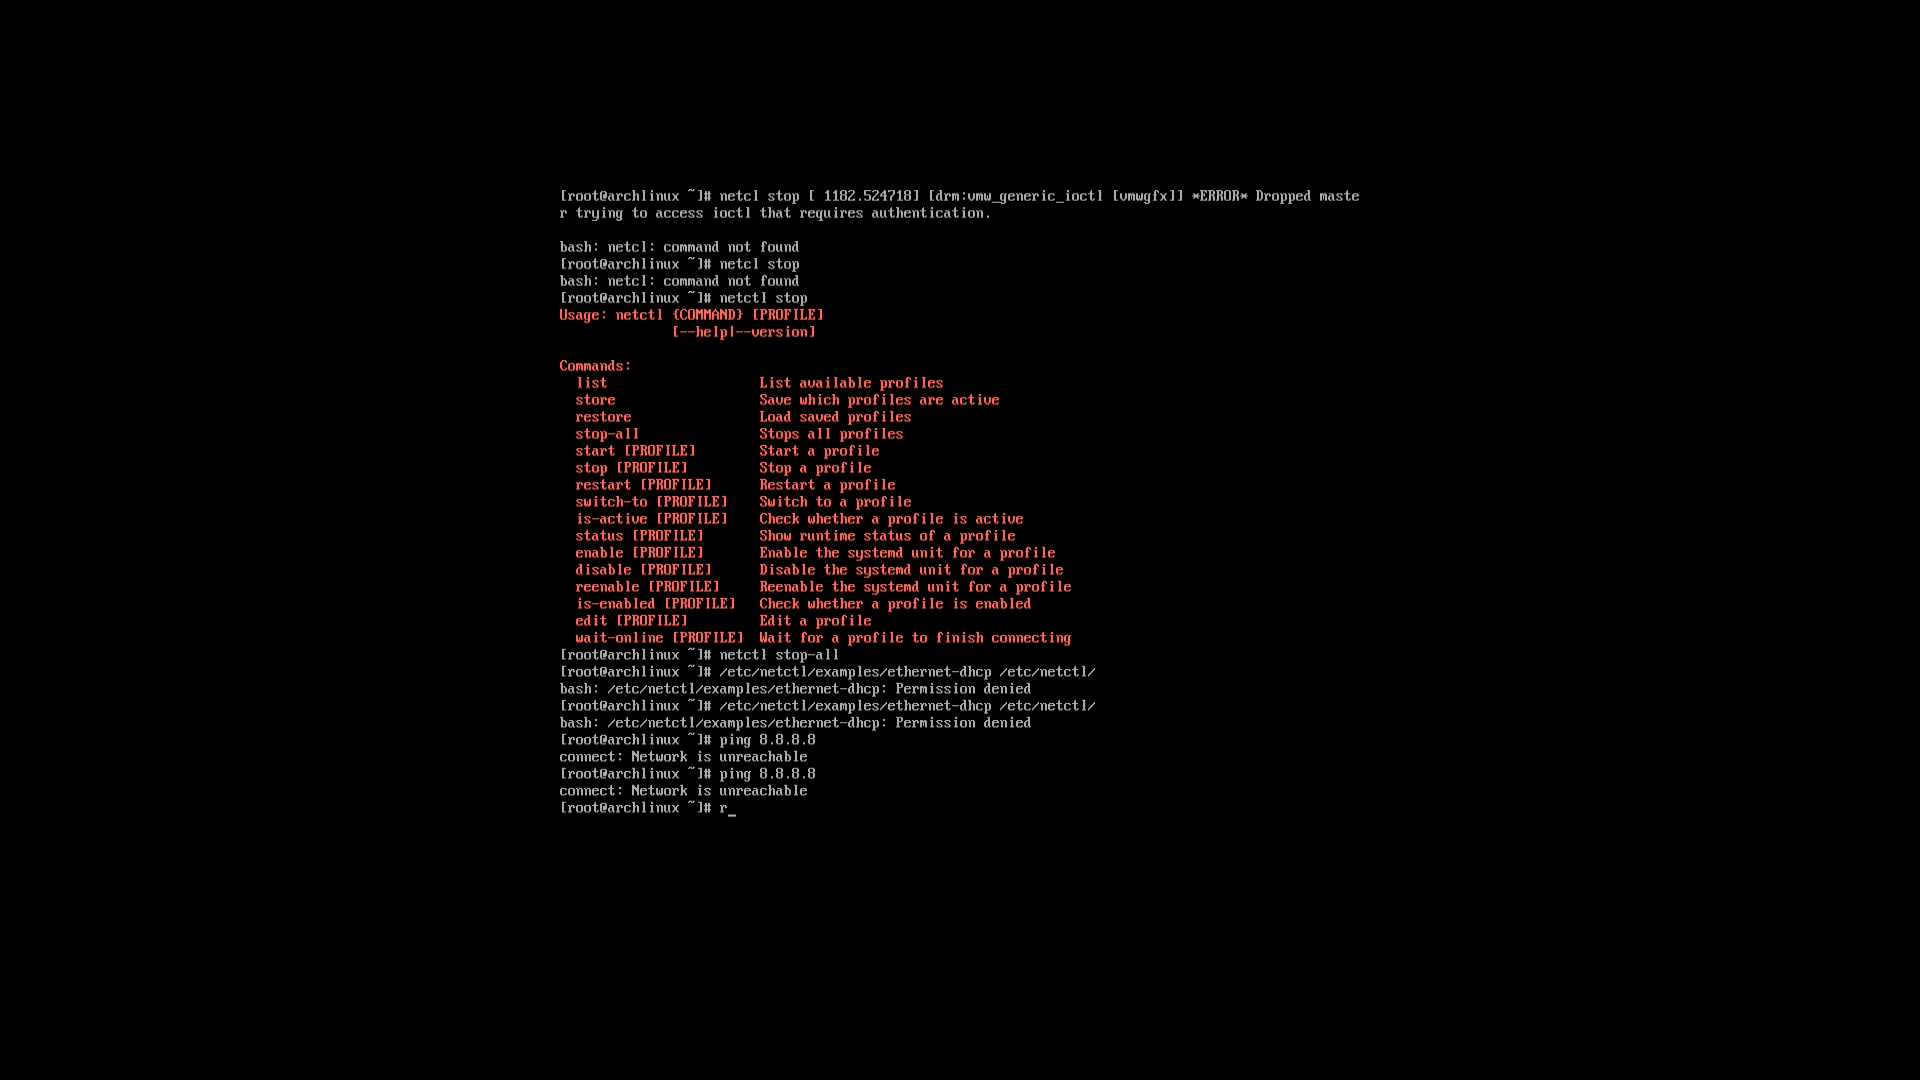 [root@archlinux ~]# netcl stop [ 1182.524718] [drm:vmw_generic_ioctl [vmwgfx]] *ERROR* Dropped maste
r trying to access ioctl that requires authentication.
bash: netcl: command not found
[root@archlinux ~]# netcl stop
bash: netcl: command not found
[root@archlinux ~]# netctl stop
Usage: netctl {COMMAND} [PROFILE]
              [--help|--version]
Commands:
  list                   List available profiles
  store                  Save which profiles are active
  restore                Load saved profiles
  stop-all               Stops all profiles
  start [PROFILE]        Start a profile
  stop [PROFILE]         Stop a profile
  restart [PROFILE]      Restart a profile
  switch-to [PROFILE]    Switch to a profile
  is-active [PROFILE]    Check whether a profile is active
  status [PROFILE]       Show runtime status of a profile
  enable [PROFILE]       Enable the systemd unit for a profile
  disable [PROFILE]      Disable the systemd unit for a profile
  reenable [PROFILE]     Reenable the systemd unit for a profile
  is-enabled [PROFILE]   Check whether a profile is enabled
  edit [PROFILE]         Edit a profile
  wait-online [PROFILE]  Wait for a profile to finish connecting
[root@archlinux ~]# netctl stop-all
[root@archlinux ~]# /etc/netctl/examples/ethernet-dhcp /etc/netctl/
bash: /etc/netctl/examples/ethernet-dhcp: Permission denied
[root@archlinux ~]# /etc/netctl/examples/ethernet-dhcp /etc/netctl/
bash: /etc/netctl/examples/ethernet-dhcp: Permission denied
[root@archlinux ~]# ping 8.8.8.8
connect: Network is unreachable
[root@archlinux ~]# ping 8.8.8.8
connect: Network is unreachable
[root@archlinux ~]# r_